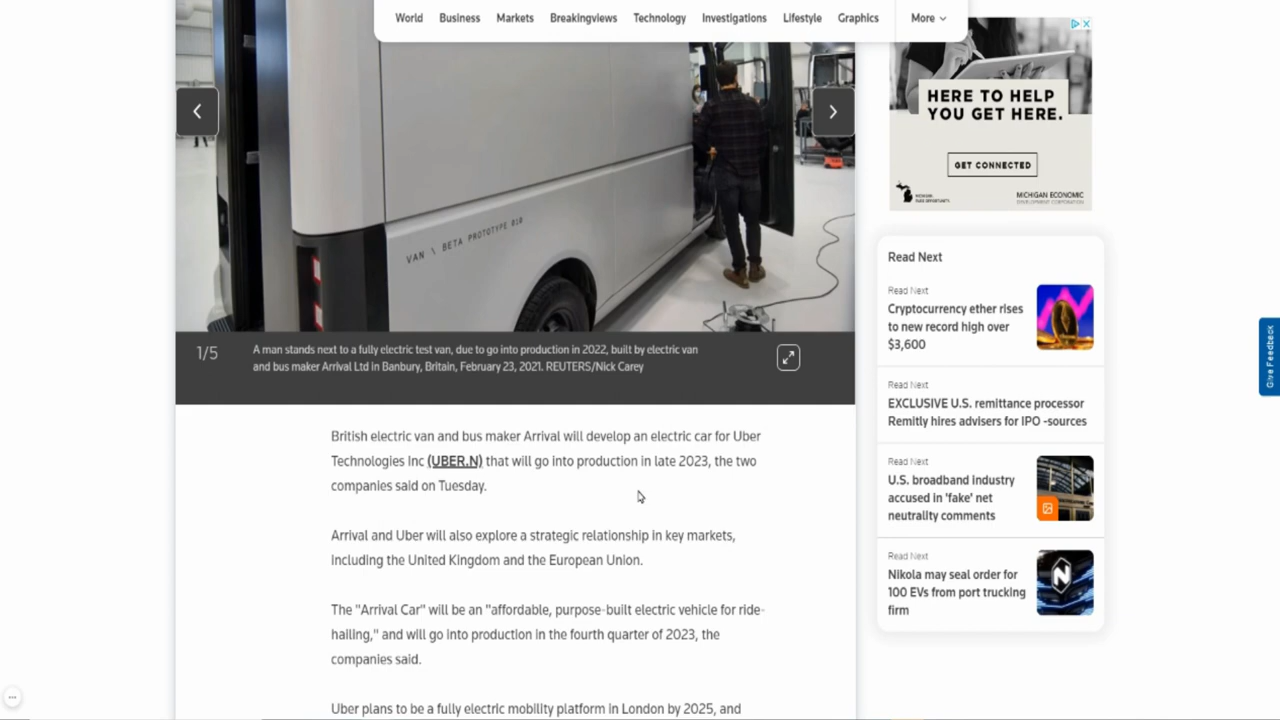 World Business Markets Breakingviews Technology Investigations Lifestyle Graphics More
VAN \ BETA PROTOTYPE 010
1/5
A man stands next to a fully electric test van, due to go into production in 2022, built by electric van
and bus maker Arrival Ltd in Banbury, Britain, February 23, 2021. REUTERS/Nick Carey
British electric van and bus maker Arrival will develop an electric car for Uber
Technologies Inc (UBER.N) that will go into production in late 2023, the two
companies said on Tuesday.
Arrival and Uber will also explore a strategic relationship in key markets,
including the United Kingdom and the European Union.
The "Arrival Car" will be an "affordable, purpose-built electric vehicle for ride-
hailing," and will go into production in the fourth quarter of 2023, the
companies said.
Uber plans to be a fully electric mobility platform in London by 2025, and
HERE TO HELP
YOU GET HERE.
GET CONNECTED
MICHIGAN ECONOMIC
DEVELOPMENT CORPORATION
Read Next
Read Next
Cryptocurrency ether rises
to new record high over
$3,600
Read Next
EXCLUSIVE U.S. remittance processor
Remitly hires advisers for IPO -sources
Read Next
U.S. broadband industry
accused in 'fake' net
neutrality comments
Read Next
Nikola may seal order for
100 EVs from port trucking
firm
Give Feedback